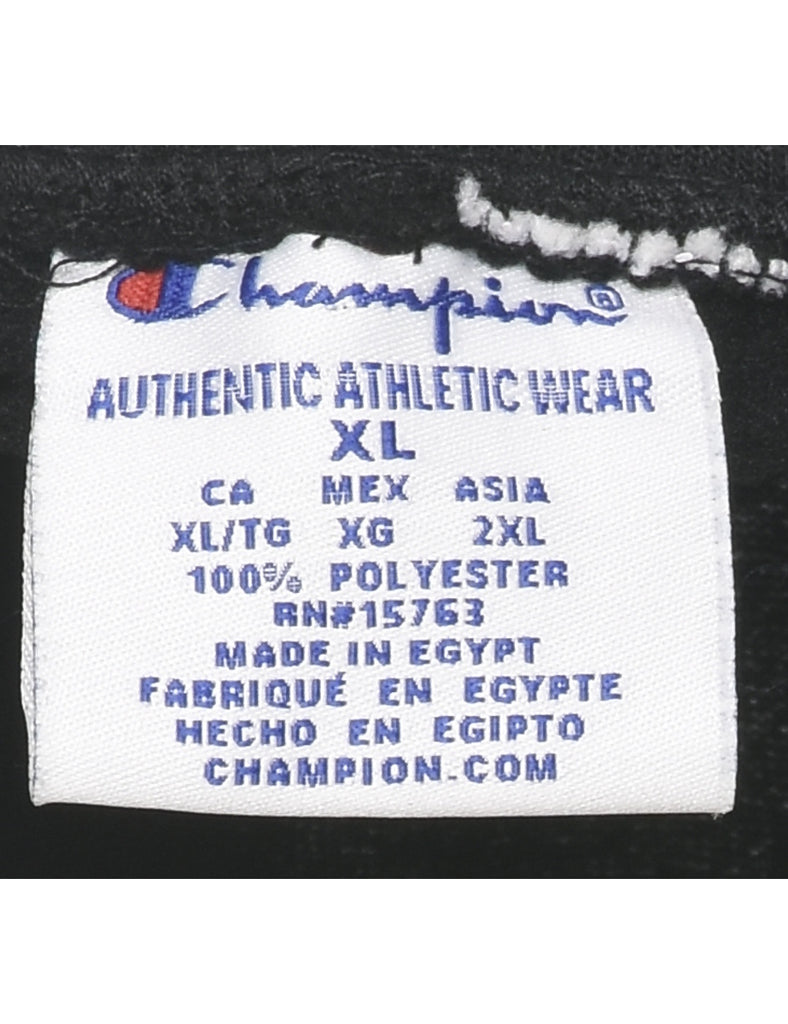 Champion®
AUTHENTIC ATHLETIC WEAR
XL
CA MEX ASIA
XL/TG XG 2XL
100% POLYESTER
RN#15763
MADE IN EGYPT
FABRIQUÉ EN EGYPTE
HECHO EN EGIPTO
CHAMPION.COM